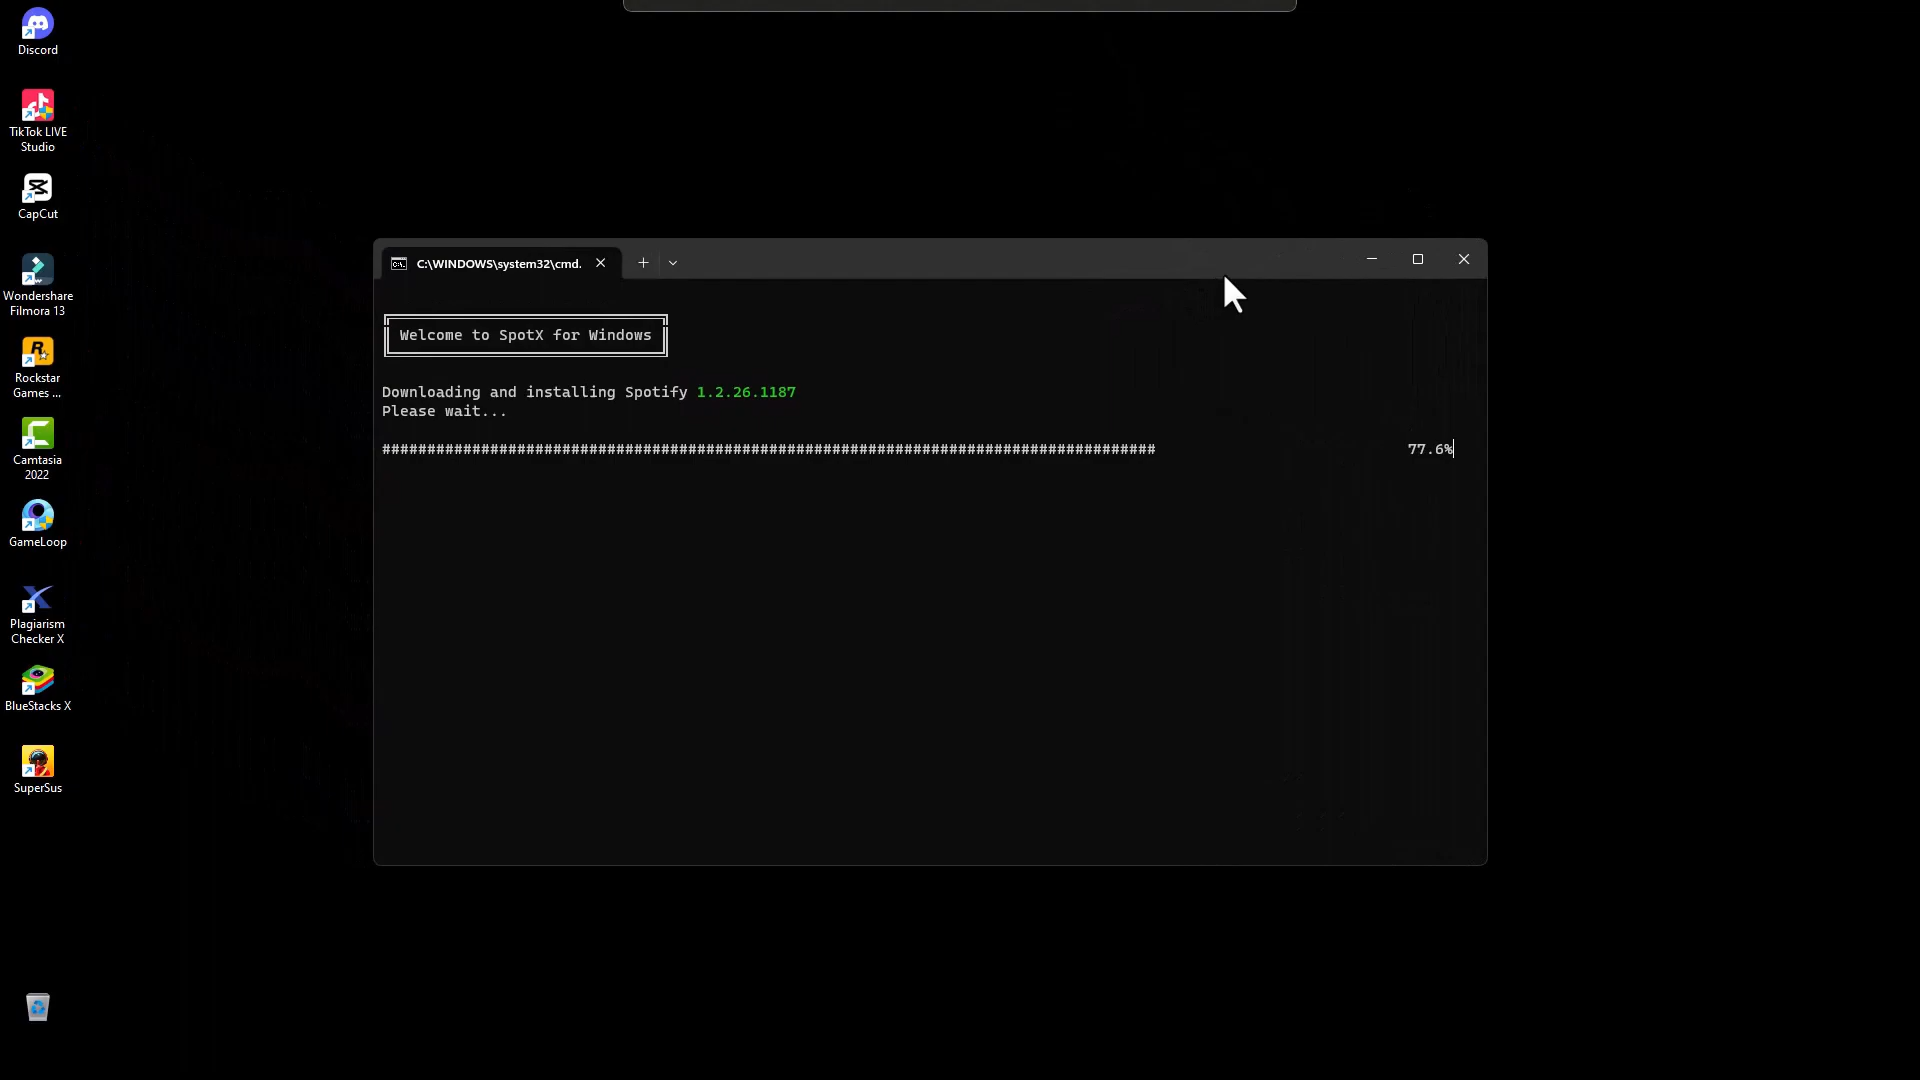 Discord
TikTok LIVE
Studio
CapCut
Wondershare
Filmora 13
Rockstar
Games ...
Camtasia
2022
GameLoop
Plagiarism
Checker X
BlueStacks X
SuperSus
C:\WINDOWS\system32\cmd.
Welcome to SpotX for Windows
Downloading and installing Spotify 1.2.26.1187
Please wait...
###################################################################################### 77.6%